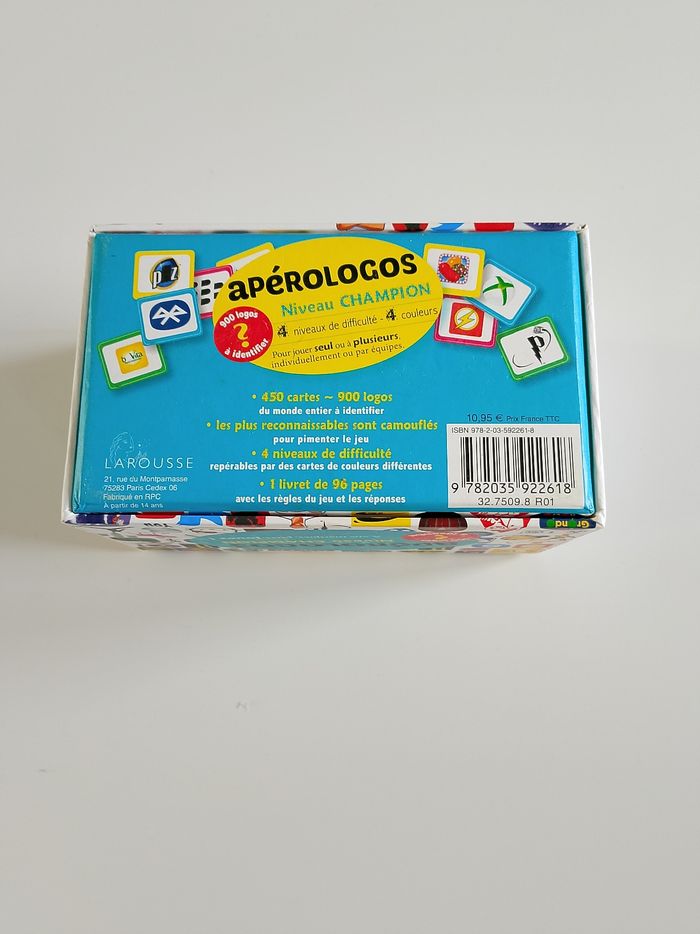 apérologos
Niveau CHAMPION
4 niveaux de difficulté - 4 couleurs
Pour jouer seul ou à plusieurs,
individuellement ou par équipes.
900 logos
?
à identifier
• 450 cartes ~ 900 logos
du monde entier à identifier
• les plus reconnaissables sont camouflés
pour pimenter le jeu
• 4 niveaux de difficulté
repérables par des cartes de couleurs différentes
• 1 livret de 96 pages
avec les règles du jeu et les réponses
LAROUSSE
21, rue du Montparnasse
75283 Paris Cedex 06
Fabriqué en RPC
À partir de 14 ans
10,95 € Prix France TTC
ISBN 978-2-03-592261-8
9 782035 922618
32.7509.8 R01